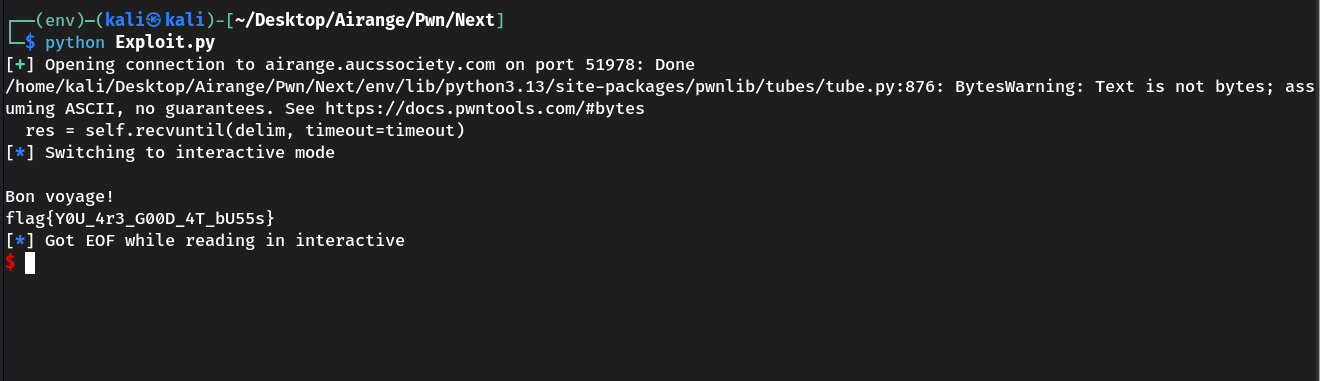 ┌──(env)─(kali㉿kali)-[~/Desktop/Airange/Pwn/Next]
└─$ python Exploit.py
[+] Opening connection to airange.aucssociety.com on port 51978: Done
/home/kali/Desktop/Airange/Pwn/Next/env/lib/python3.13/site-packages/pwnlib/tubes/tube.py:876: BytesWarning: Text is not bytes; ass
uming ASCII, no guarantees. See https://docs.pwntools.com/#bytes
  res = self.recvuntil(delim, timeout=timeout)
[*] Switching to interactive mode

Bon voyage!
flag{Y0U_4r3_G00D_4T_bU55s}
[*] Got EOF while reading in interactive
$